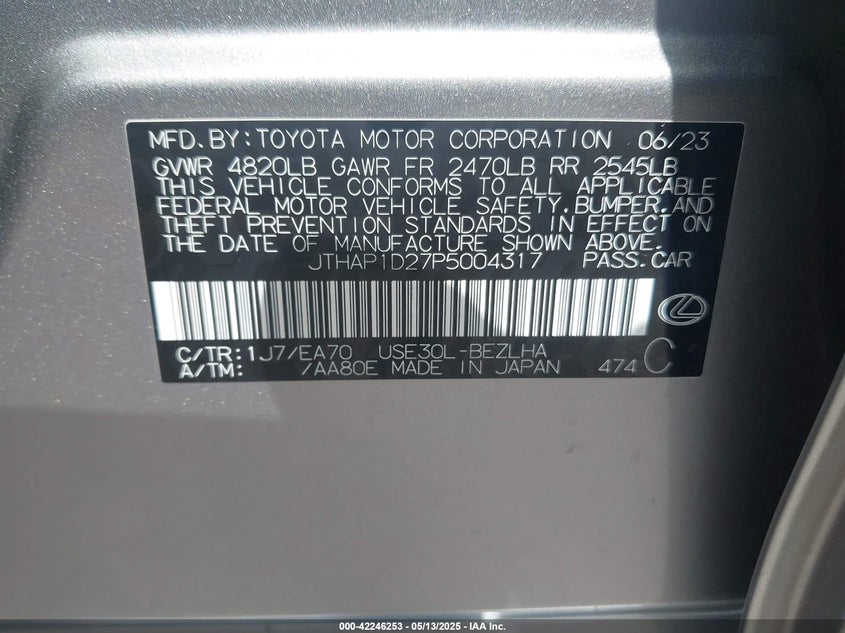 MFD.BY:TOYOTA MOTOR CORPORATION 06/23
GVWR 4820LB GAWR FR 2470LB RR 2545LB
THIS VEHICLE CONFORMS TO ALL APPLICABLE
FEDERAL MOTOR VEHICLE SAFETY,BUMPER,AND
THEFT PREVENTION STANDARDS IN EFFECT ON
THE DATE OF MANUFACTURE SHOWN ABOVE.
JTHAP1D27P5004317 PASS.CAR
C/TR:1J7/EA70 USE30L-BEZLHA
A/TM: /AA80E MADE IN JAPAN 474 C
000-42246253 — 05/13/2025 — IAA Inc.